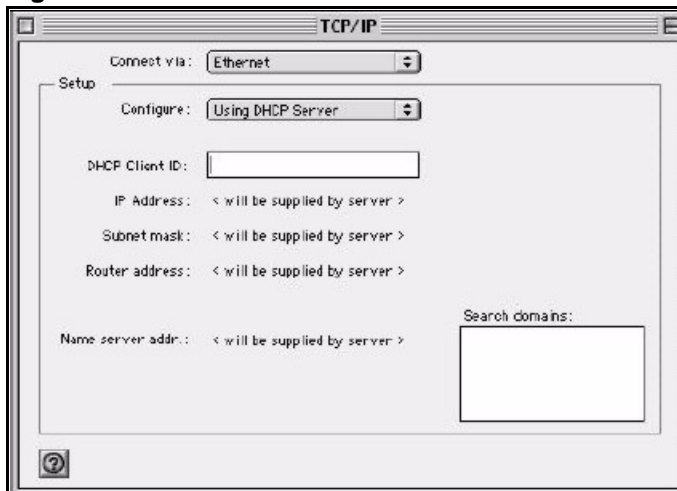 TCP/IP
Connect via: Ethernet
Setup
Configure: Using DHCP Server
DHCP Client ID:
IP Address: < will be supplied by server >
Subnet mask: < will be supplied by server >
Router address: < will be supplied by server >
Search domains:
Name server addr.: < will be supplied by server >
?